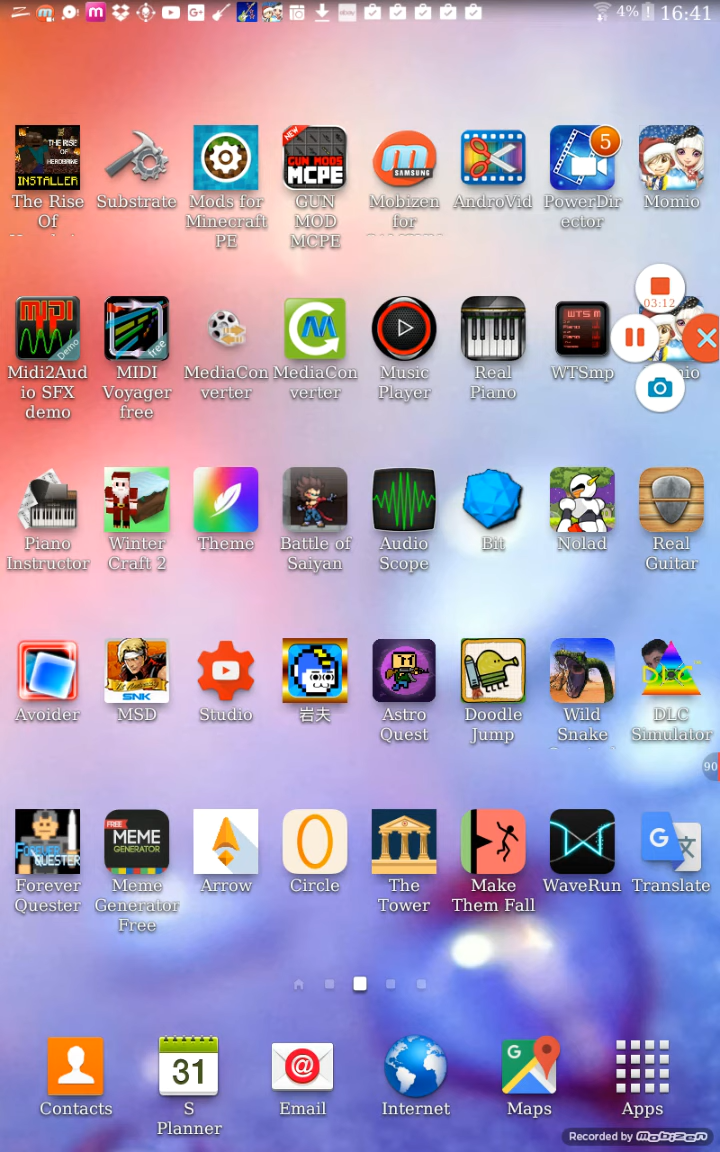 4% 16:41
THE RISE
OF
HEROBRINE
INSTALLER
NEW
GUN MODS
MCPE
m
SAMSUNG
5
The Rise
Of
Substrate
Mods for
Minecraft
PE
GUN
MOD
MCPE
Mobizen
for
AndroVid
PowerDir
ector
Momio
MIDI
Demo
free
WTS M
03:12
Midi2Aud
io SFX
demo
MIDI
Voyager
free
MediaCon
verter
MediaCon
verter
Music
Player
Real
Piano
WTSmp
Piano
Instructor
Winter
Craft 2
Theme
Battle of
Saiyan
Audio
Scope
Bit
Nolad
Real
Guitar
SNK
DLC
Avoider
MSD
Studio
岩夫
Astro
Quest
Doodle
Jump
Wild
Snake
DLC
Simulator
90
FOREVER
QUESTER
FREE
MEME
GENERATOR
G 文
Forever
Quester
Meme
Generator
Free
Arrow
Circle
The
Tower
Make
Them Fall
WaveRun
Translate
31
@
G
Contacts
S
Planner
Email
Internet
Maps
Apps
Recorded by mobizen